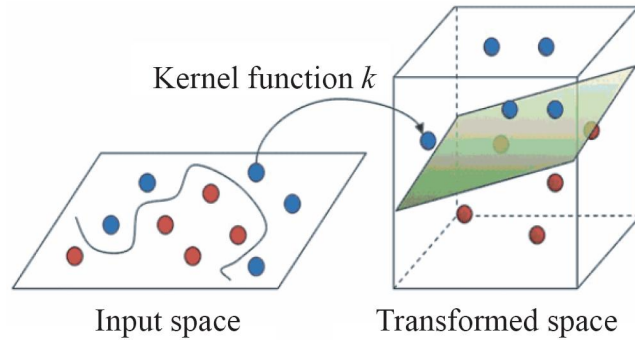 Kernel function k
Input space
Transformed space